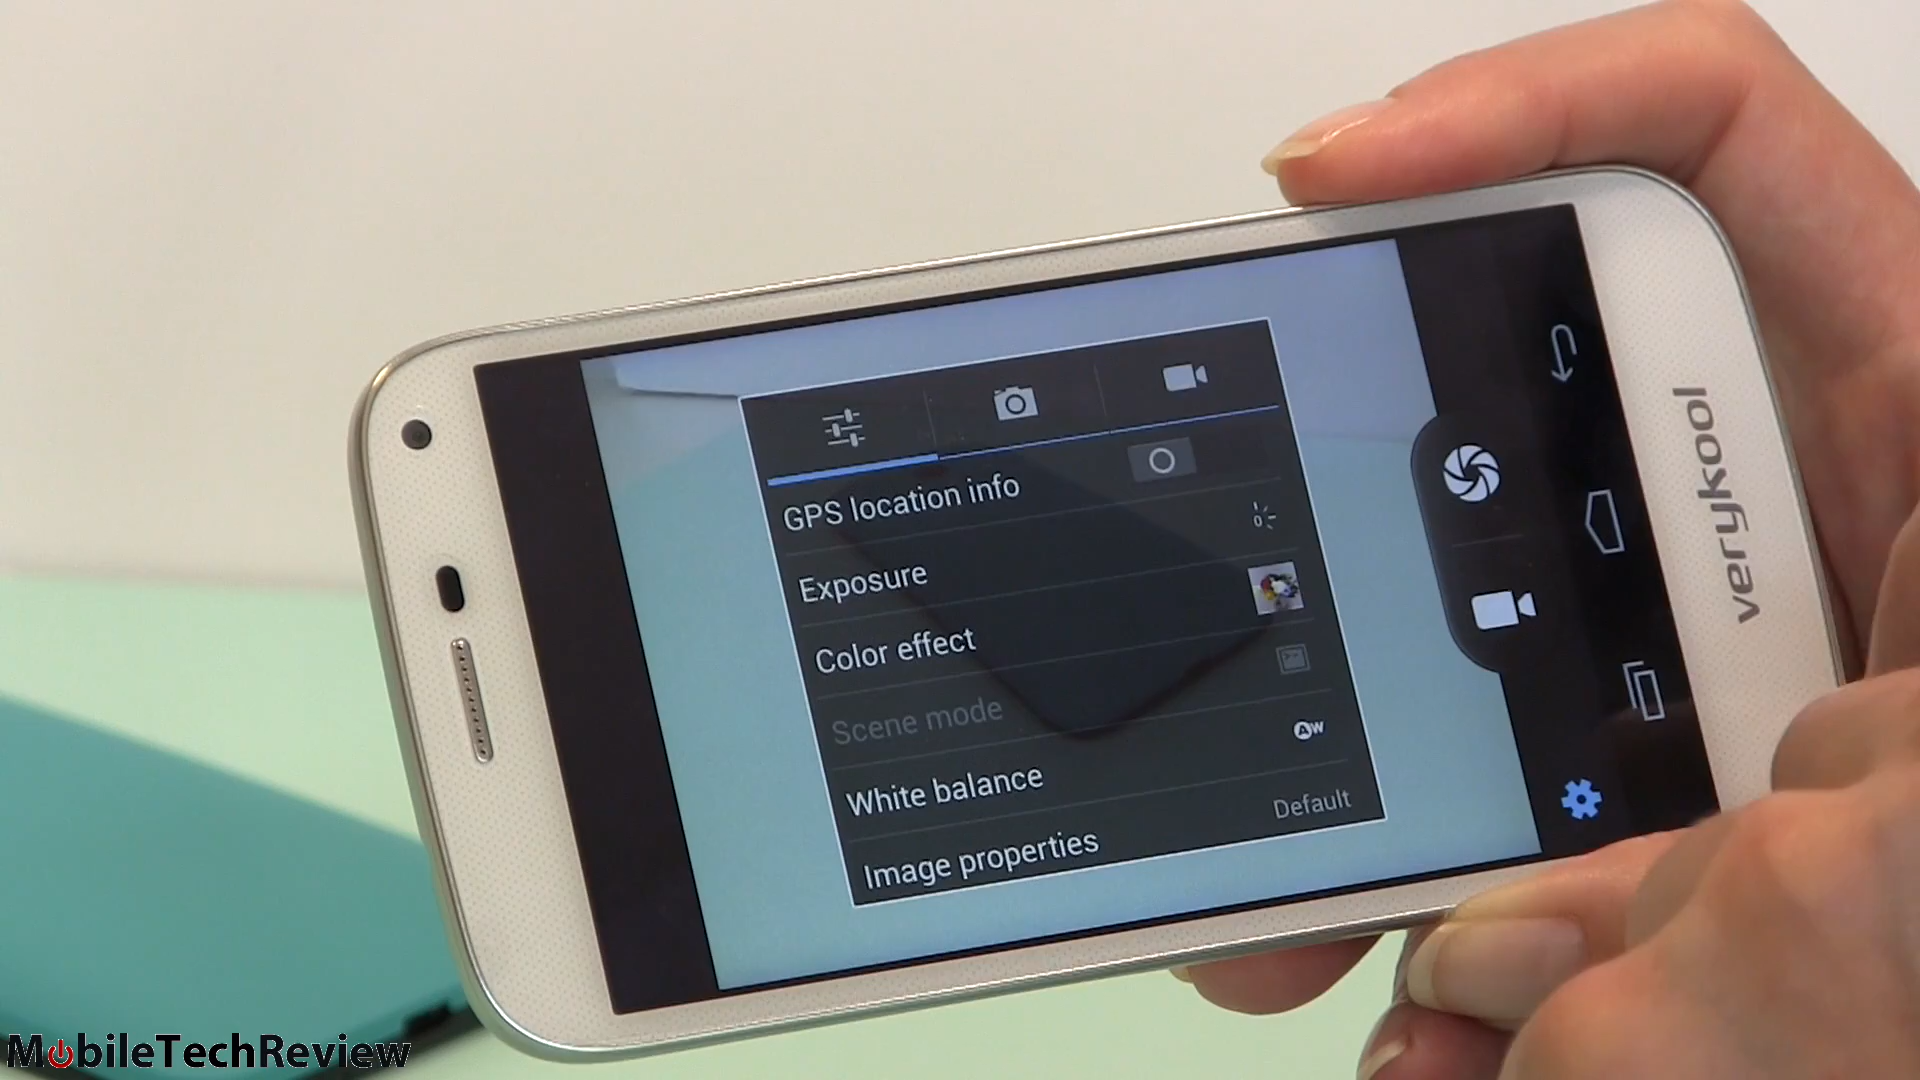 GPS location info
Exposure
Color effect
Scene mode
White balance
Image properties
Default
verykool
MobileTechReview